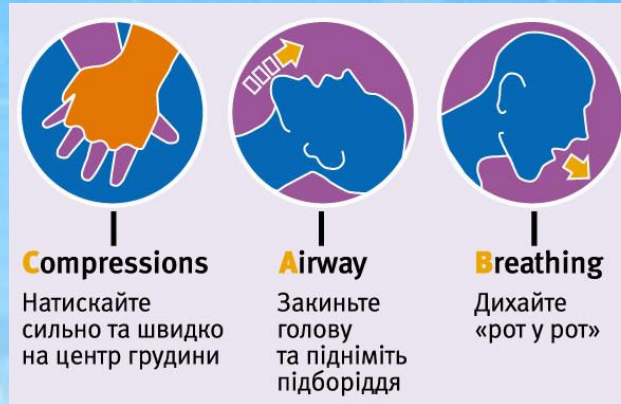 Compressions
Натискайте
сильно та швидко
на центр грудини
Airway
Закиньте
голову
та підніміть
підборіддя
Breathing
Дихайте
«рот у рот»